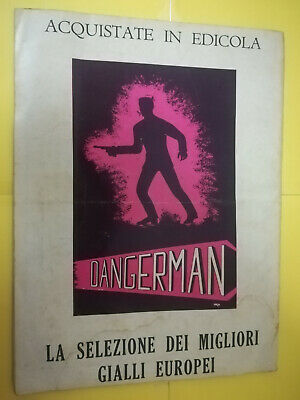 ACQUISTATE IN EDICOLA
DANGERMAN
LA SELEZIONE DEI MIGLIORI
GIALLI EUROPEI